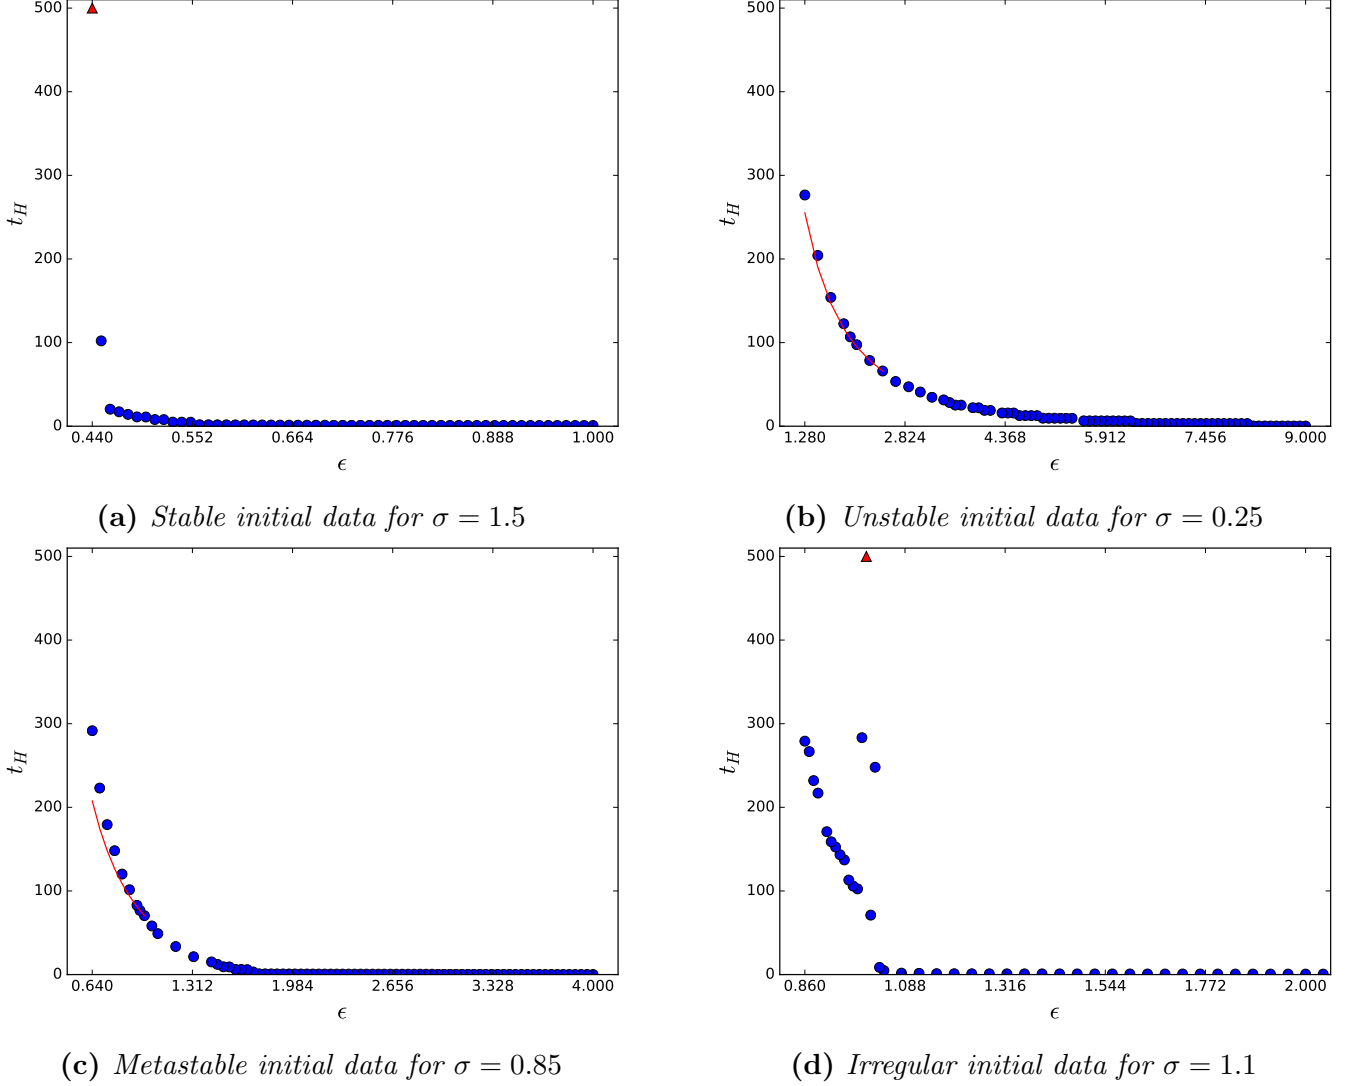 500
400
300
200
100
0
t_H
0.440 0.552 0.664 0.776 0.888 1.000
ϵ
(a) Stable initial data for σ = 1.5
500
400
300
200
100
0
t_H
1.280 2.824 4.368 5.912 7.456 9.000
ϵ
(b) Unstable initial data for σ = 0.25
500
400
300
200
100
0
t_H
0.640 1.312 1.984 2.656 3.328 4.000
ϵ
(c) Metastable initial data for σ = 0.85
500
400
300
200
100
0
t_H
0.860 1.088 1.316 1.544 1.772 2.000
ϵ
(d) Irregular initial data for σ = 1.1